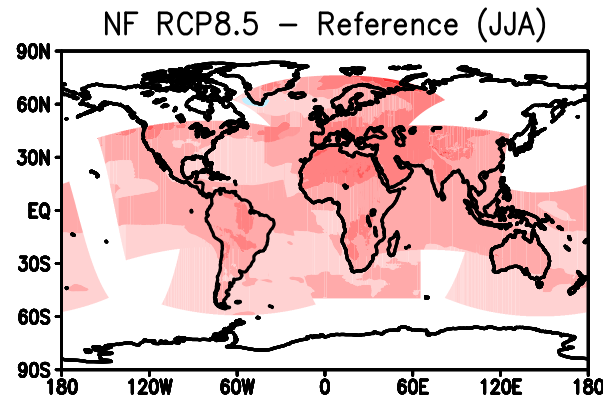 NF RCP8.5 – Reference (JJA)
90N
60N
30N
EQ
30S
60S
90S
180 120W 60W 0 60E 120E 180